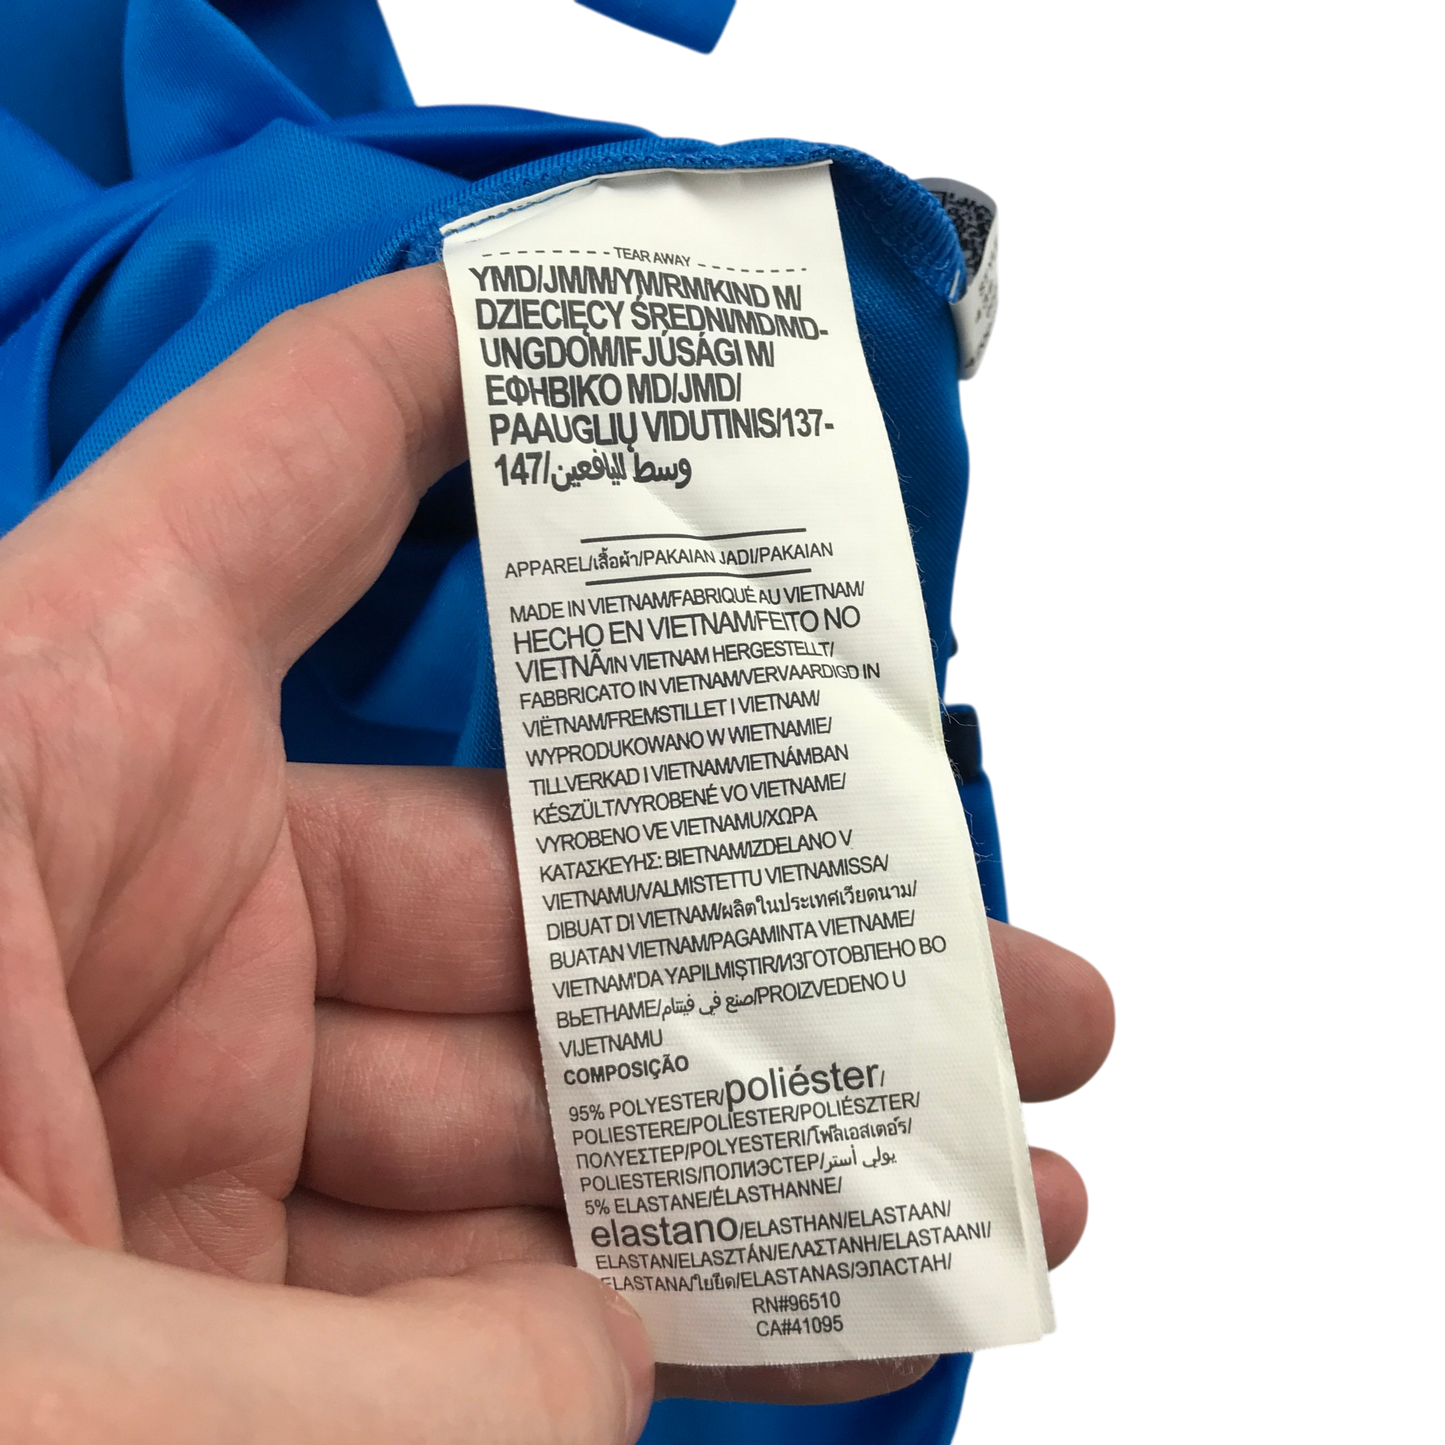 TEAR AWAY
YMD/JM/M/YM/RM/KIND M/
DZIECIĘCY ŚREDNI/MD/MD-
UNGDOM/IFJÚSÁGI M/
ΕΦΗΒΙΚΌ MD/JMD/
PAAUGLIŲ VIDUTINIS/137-
147/وسط لليافعين
APPAREL/เสื้อผ้า/PAKAIAN JADI/PAKAIAN
MADE IN VIETNAM/FABRIQUÉ AU VIETNAM/
HECHO EN VIETNAM/FEITO NO
VIETNÃ/IN VIETNAM HERGESTELLT/
FABBRICATO IN VIETNAM/VERVAARDIGD IN
VIËTNAM/FREMSTILLET I VIETNAM/
WYPRODUKOWANO W WIETNAMIE/
TILLVERKAD I VIETNAM/VIETNÁMBAN
KÉSZÜLT/VYROBENÉ VO VIETNAME/
VYROBENO VE VIETNAMU/ΧΩΡΑ
ΚΑΤΑΣΚΕΥΗΣ: ΒΙΕΤΝΑΜ/IZDELANO V
VIETNAMU/VALMISTETTU VIETNAMISSA/
DIBUAT DI VIETNAM/ผลิตในประเทศเวียดนาม/
BUATAN VIETNAM/PAGAMINTA VIETNAME/
VIETNAM'DA YAPILMIŞTIR/ИЗГОТОВЛЕНО ВО
ВЬЕТНАМЕ/صنع في فيتنام/PROIZVEDENO U
VIJETNAMU
COMPOSIÇÃO
95% POLYESTER/poliéster/
POLIESTERE/POLIESTER/POLIÉSZTER/
ΠΟΛΥΕΣΤΕΡ/POLYESTERI/โพลีเอสเตอร์/
POLIESTERIS/ПОЛИЭСТЕР/بولي أستر
5% ELASTANE/ÉLASTHANNE/
elastano/ELASTHAN/ELASTAAN/
ELASTAN/ELASZTÁN/ΕΛΑΣΤΑΝΗ/ELASTAANI/
ELASTANA/ใยยืด/ELASTANAS/ЭЛАСТАН/
RN#96510
CA#41095